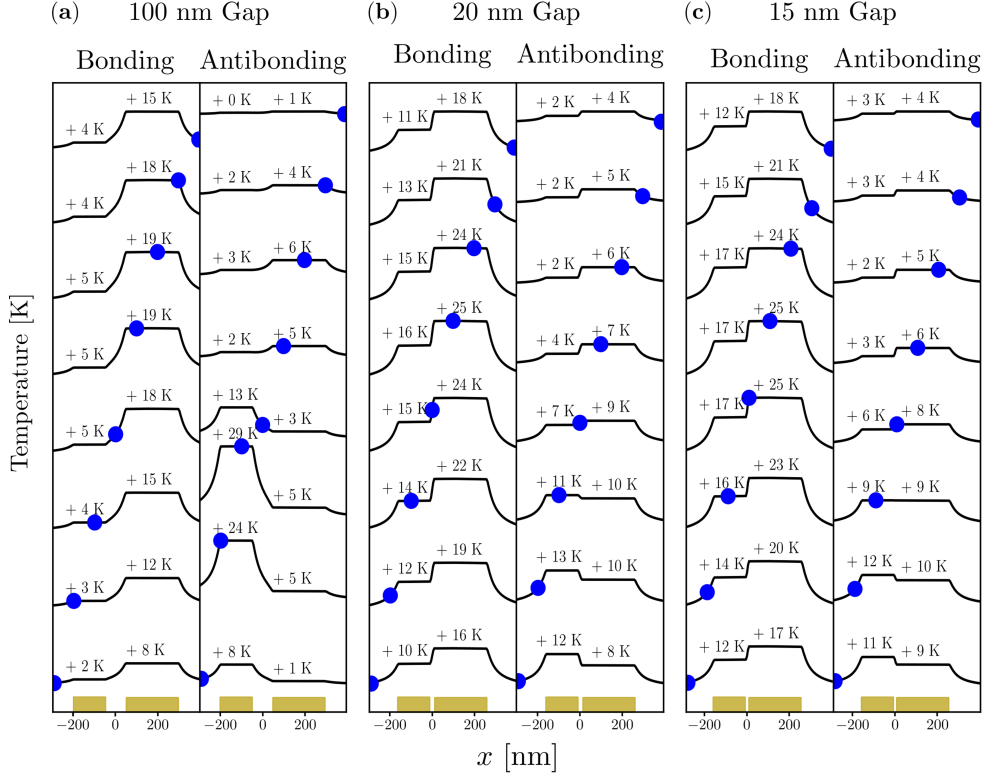 (a) 100 nm Gap (b) 20 nm Gap (c) 15 nm Gap
Bonding Antibonding Bonding Antibonding Bonding Antibonding
+ 4 K + 15 K + 0 K + 1 K + 11 K + 18 K + 2 K + 4 K + 12 K + 18 K + 3 K + 4 K
+ 4 K + 18 K + 2 K + 4 K + 13 K + 21 K + 2 K + 5 K + 15 K + 21 K + 3 K + 4 K
+ 5 K + 19 K + 3 K + 6 K + 15 K + 24 K + 2 K + 6 K + 17 K + 24 K + 2 K + 5 K
+ 5 K + 19 K + 2 K + 5 K + 16 K + 25 K + 4 K + 7 K + 17 K + 25 K + 3 K + 6 K
+ 5 K + 18 K + 13 K + 3 K + 15 K + 24 K + 7 K + 9 K + 17 K + 25 K + 6 K + 8 K
+ 4 K + 15 K + 29 K + 5 K + 14 K + 22 K + 11 K + 10 K + 16 K + 23 K + 9 K + 9 K
+ 3 K + 12 K + 24 K + 5 K + 12 K + 19 K + 13 K + 10 K + 14 K + 20 K + 12 K + 10 K
+ 2 K + 8 K + 8 K + 1 K + 10 K + 16 K + 12 K + 8 K + 12 K + 17 K + 11 K + 9 K
Temperature [K]
−200 0 200 −200 0 200 −200 0 200 −200 0 200 −200 0 200 −200 0 200
x [nm]